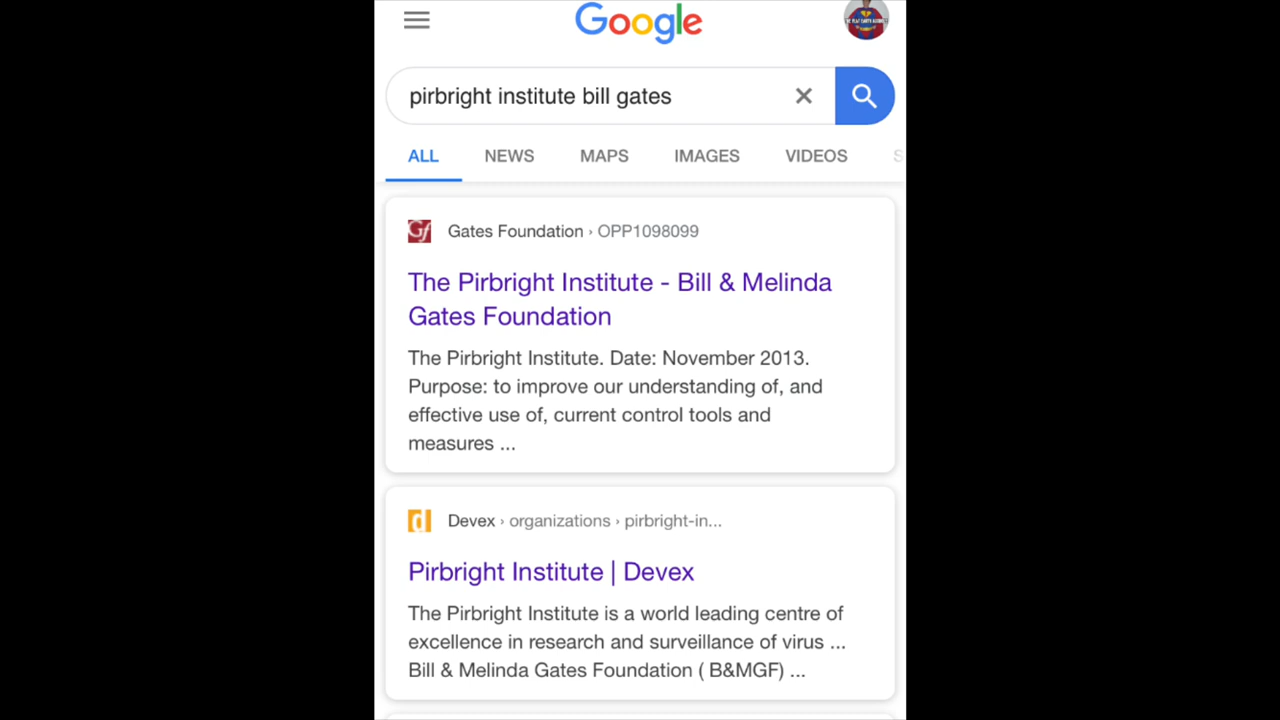 Google
pirbright institute bill gates
ALL NEWS MAPS IMAGES VIDEOS S
Gf Gates Foundation › OPP1098099
The Pirbright Institute - Bill & Melinda
Gates Foundation
The Pirbright Institute. Date: November 2013.
Purpose: to improve our understanding of, and
effective use of, current control tools and
measures ...
d Devex › organizations › pirbright-in...
Pirbright Institute | Devex
The Pirbright Institute is a world leading centre of
excellence in research and surveillance of virus ...
Bill & Melinda Gates Foundation ( B&MGF) ...